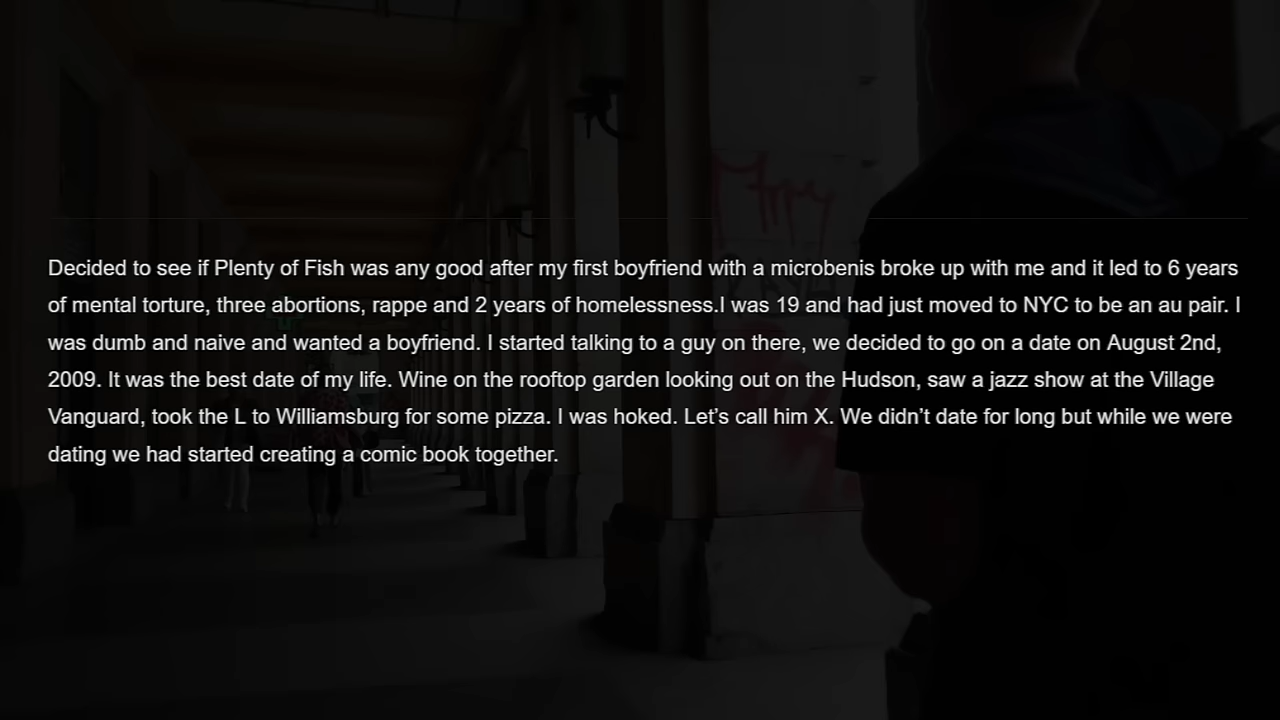 Decided to see if Plenty of Fish was any good after my first boyfriend with a microbenis broke up with me and it led to 6 years
of mental torture, three abortions, rappe and 2 years of homelessness.I was 19 and had just moved to NYC to be an au pair. I
was dumb and naive and wanted a boyfriend. I started talking to a guy on there, we decided to go on a date on August 2nd,
2009. It was the best date of my life. Wine on the rooftop garden looking out on the Hudson, saw a jazz show at the Village
Vanguard, took the L to Williamsburg for some pizza. I was hoked. Let’s call him X. We didn’t date for long but while we were
dating we had started creating a comic book together.